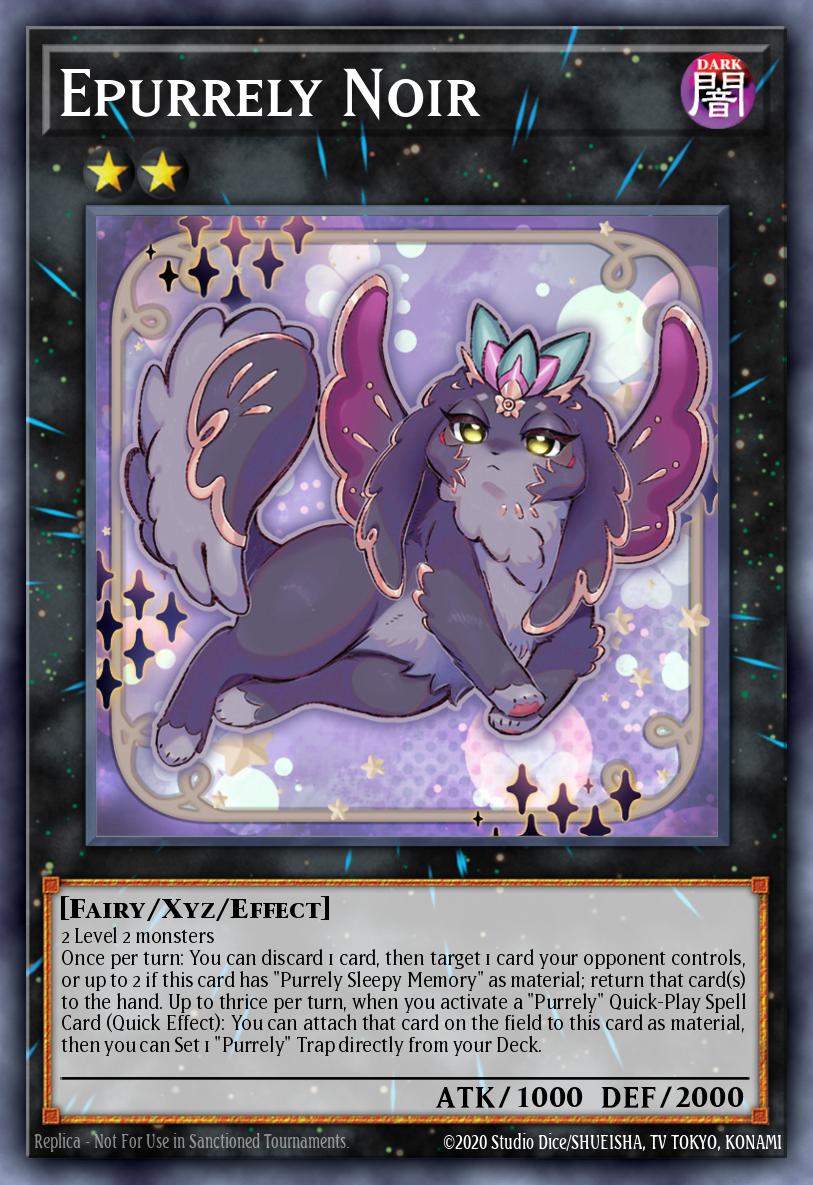 Epurrely Noir
DARK
闇
[Fairy/Xyz/Effect]
2 Level 2 monsters
Once per turn: You can discard 1 card, then target 1 card your opponent controls,
or up to 2 if this card has "Purrely Sleepy Memory" as material; return that card(s)
to the hand. Up to thrice per turn, when you activate a "Purrely" Quick-Play Spell
Card (Quick Effect): You can attach that card on the field to this card as material,
then you can Set 1 "Purrely" Trap directly from your Deck.
ATK/1000 DEF/2000
Replica - Not For Use in Sanctioned Tournaments.
©2020 Studio Dice/SHUEISHA, TV TOKYO, KONAMI